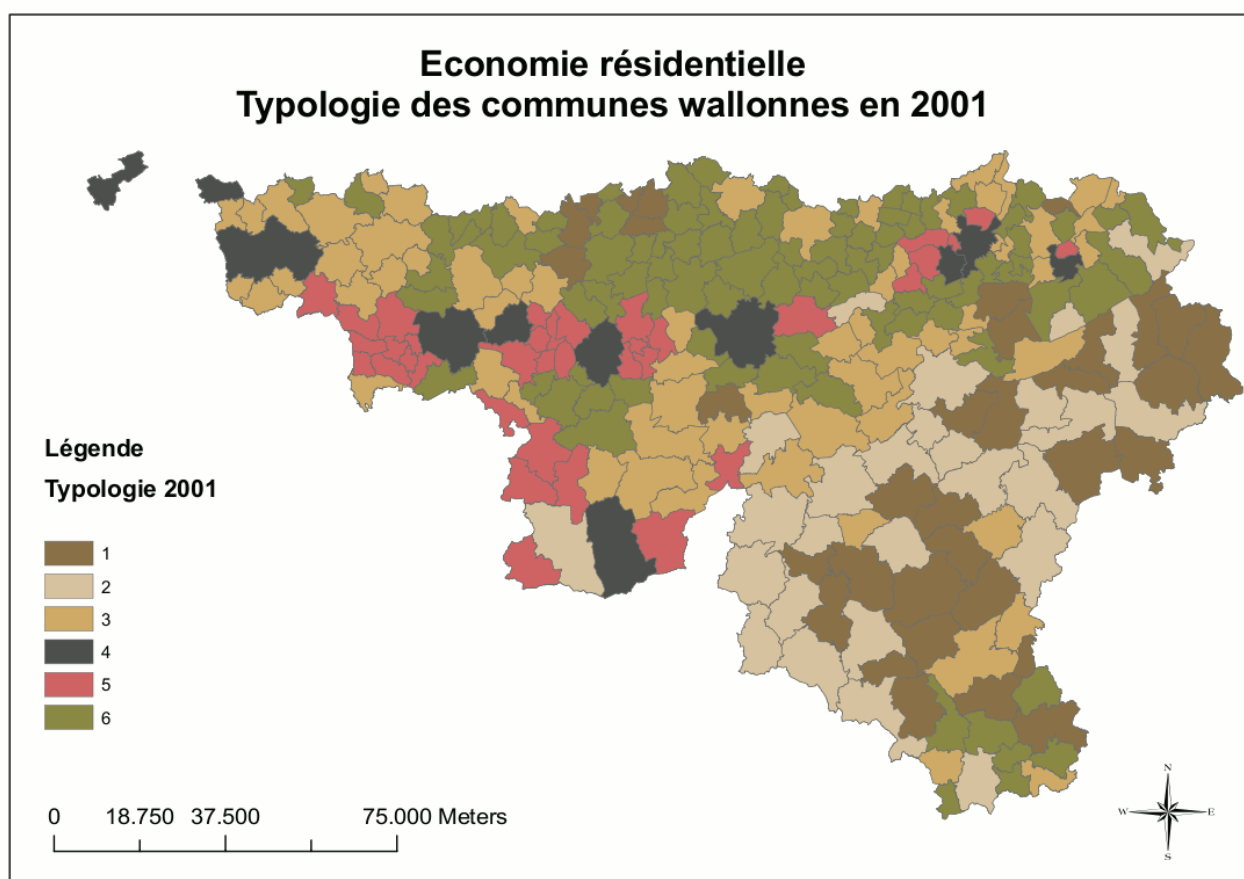 Economie résidentielle
Typologie des communes wallonnes en 2001
Légende
Typologie 2001
1
2
3
4
5
6
0 18.750 37.500 75.000 Meters
N
W E
S